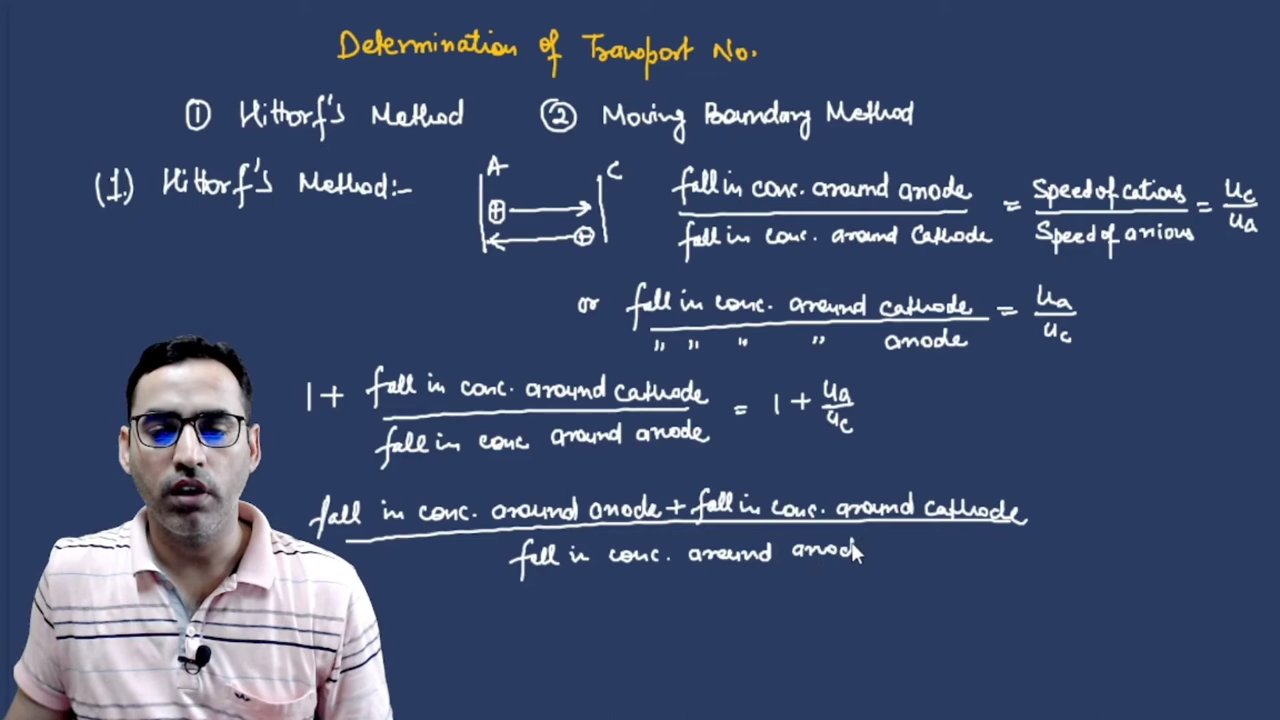 Determination of Transport No.
① Hittorf's Method ② Moving Boundary Method
(1.) Hittorf's Method:-
A C
fall in conc. around anode / fall in conc. around Cathode = Speed of cations / Speed of anions = uc / ua
or fall in conc. around cathode / " " " " anode = ua / uc
1 + fall in conc. around cathode / fall in conc around anode = 1 + ua / uc
fall in conc. around anode + fall in conc. around cathode
fall in conc. around anod